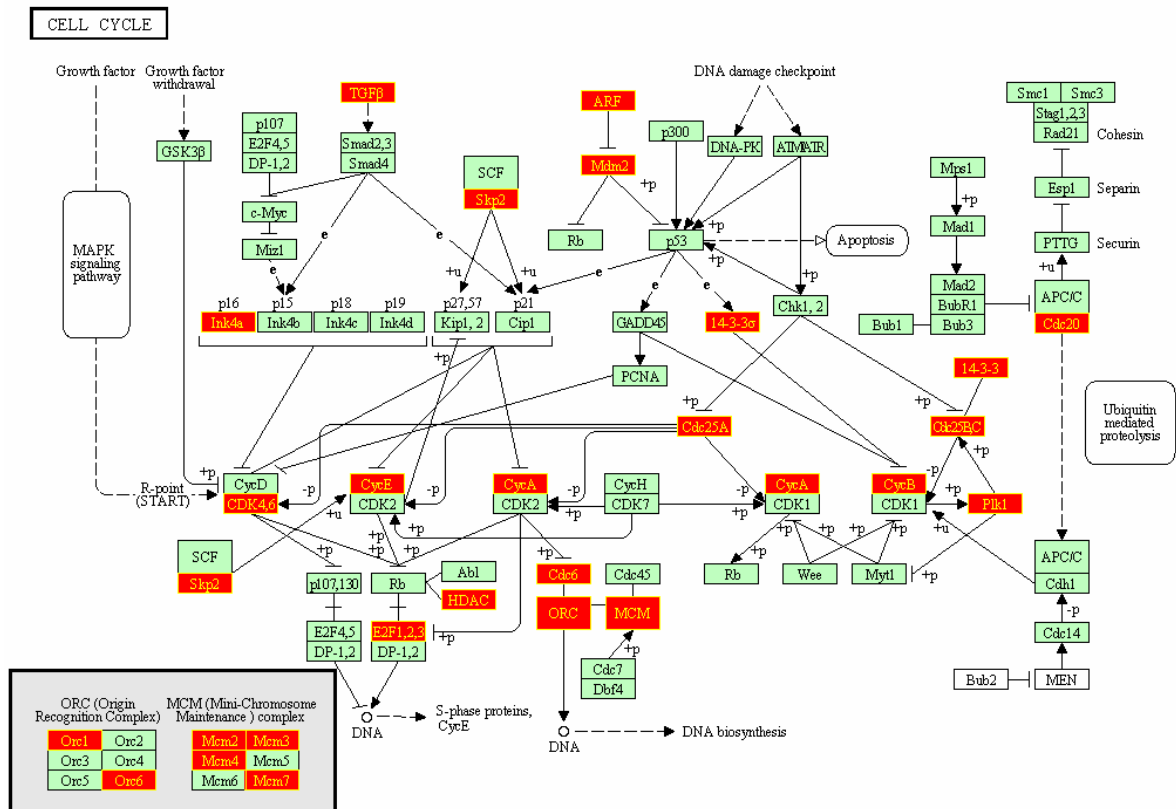 CELL CYCLE
Growth factor
Growth factor
withdrawal
DNA damage checkpoint
TGFβ
ARF
Smc1
Smc3
Stag1,2,3
Rad21
Cohesin
p107
E2F4,5
DP-1,2
Smad2,3
Smad4
p300
GSK3β
DNA-PK
ATMATR
SCF
Skp2
Mdm2
+p
Mps1
+p
Esp1
Separin
c-Myc
Miz1
Rb
p53
+p
Apoptosis
Mad1
PTTG
Securin
MAPK
signaling
pathway
e
e
+u
+u
e
e
e
+p
+p
+u
Mad2
BubR1
Bub3
Bub1
APC/C
Cdc20
p16
Ink4a
p15
Ink4b
p18
Ink4c
p19
Ink4d
p27,57
Kip1, 2
p21
Cip1
GADD45
14-3-3σ
Chk1, 2
+p
PCNA
14-3-3
+p
+p
Cdc25A
Cdc25B,C
Ubiquitin
mediated
proteolysis
R-point
(START)
+p
CycD
CDK4,6
-p
CycE
CDK2
-p
CycA
CDK2
-p
+p
CycH
CDK7
-p
+p
CycA
CDK1
CycB
CDK1
-p
+p
Plk1
+u
+p
+u
+p
+p
+p
+p
+p
+p
+p
+p
SCF
Skp2
p107,130
Rb
Abl
HDAC
Cdc6
Cdc45
ORC
MCM
Rb
Wee
Myt1
APC/C
Cdh1
-p
Cdc14
E2F4,5
DP-1,2
E2F1,2,3
DP-1,2
+p
+p
Cdc7
Dbf4
Bub2
MEN
DNA
S-phase proteins,
CycE
DNA
DNA biosynthesis
ORC (Origin
Recognition Complex)
MCM (Mini-Chromosome
Maintenance ) complex
Orc1
Orc2
Orc3
Orc4
Orc5
Orc6
Mcm2
Mcm3
Mcm4
Mcm5
Mcm6
Mcm7